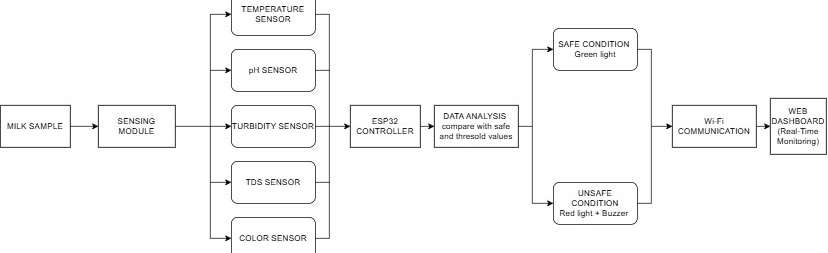 MILK SAMPLE
SENSING
MODULE
TEMPERATURE
SENSOR
pH SENSOR
TURBIDITY SENSOR
TDS SENSOR
COLOR SENSOR
ESP32
CONTROLLER
DATA ANALYSIS
compare with safe
and thresold values
SAFE CONDITION
Green light
UNSAFE
CONDITION
Red light + Buzzer
Wi-Fi
COMMUNICATION
WEB
DASHBOARD
(Real-Time
Monitoring)